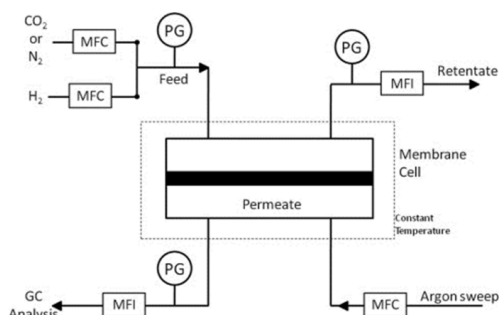 CO2
or
N2
MFC
PG
Feed
H2
MFC
PG
MFI
Retentate
Membrane
Cell
Permeate
Constant
Temperature
PG
GC
Analysis
MFI
MFC
Argon sweep